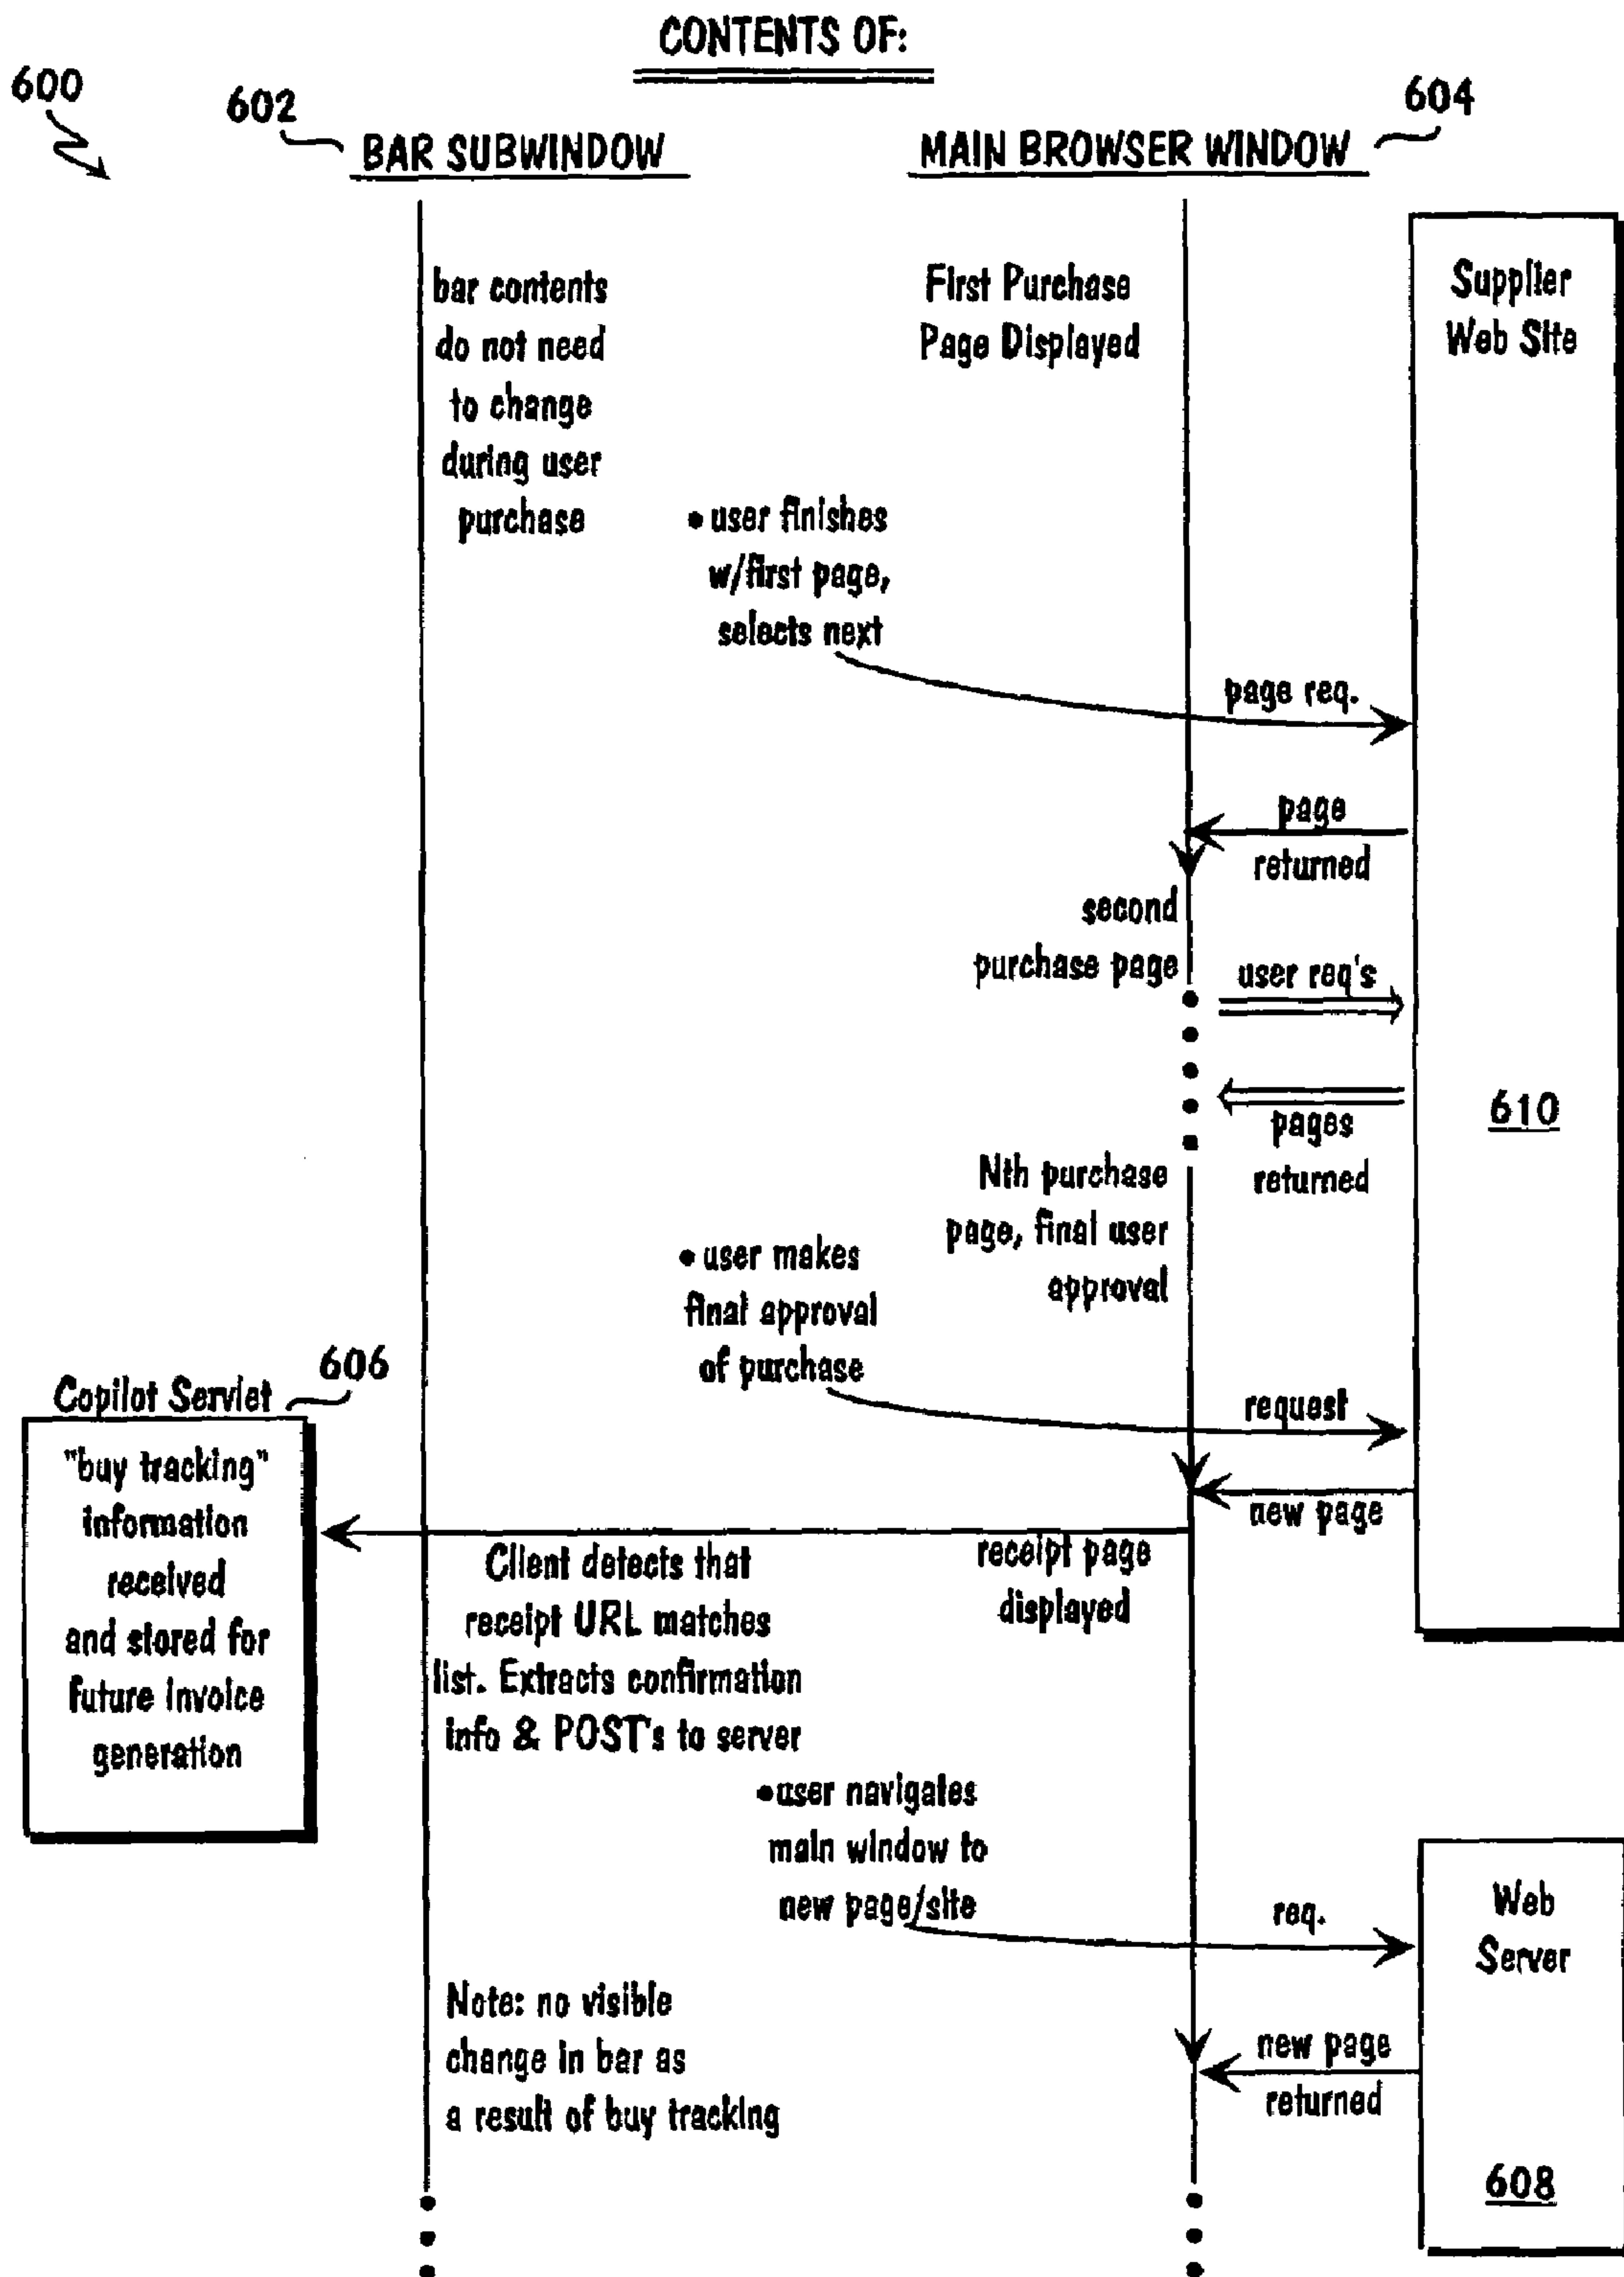 CONTENTS OF:
600
602
BAR SUBWINDOW
604
MAIN BROWSER WINDOW
bar contents
do not need
to change
during user
purchase
First Purchase
Page Displayed
Supplier
Web Site
• user finishes
w/first page,
selects next
page req.
page
returned
second
purchase page
user req's
pages
returned
610
Nth purchase
page, final user
approval
• user makes
final approval
of purchase
request
new page
606
Copilot Servlet
"buy tracking"
information
received
and stored for
future invoice
generation
receipt page
displayed
Client detects that
receipt URL matches
list. Extracts confirmation
info & POST's to server
• user navigates
main window to
new page/site
req.
Web
Server
Note: no visible
change in bar as
a result of buy tracking
new page
returned
608